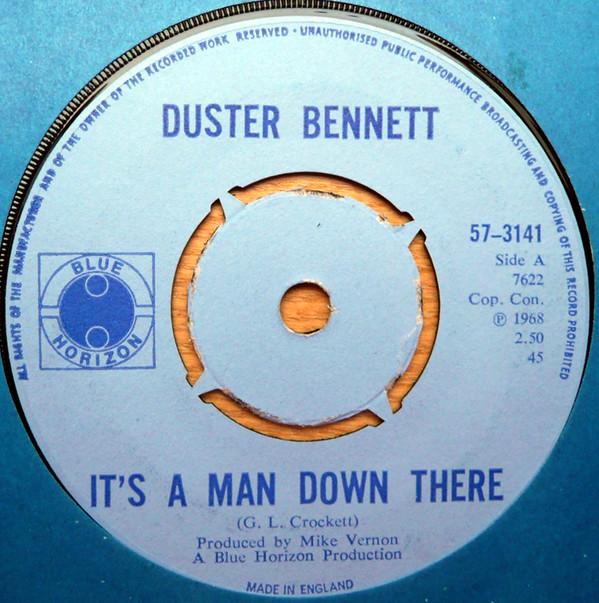 ALL RIGHTS OF THE MANUFACTURER AND OF THE OWNER OF THE RECORDED WORK RESERVED · UNAUTHORISED PUBLIC PERFORMANCE BROADCASTING AND COPYING OF THIS RECORD PROHIBITED
DUSTER BENNETT
57-3141
Side A
7622
Cop. Con.
℗ 1968
2.50
45
BLUE
HORIZON
IT'S A MAN DOWN THERE
(G. L. Crockett)
Produced by Mike Vernon
A Blue Horizon Production
MADE IN ENGLAND